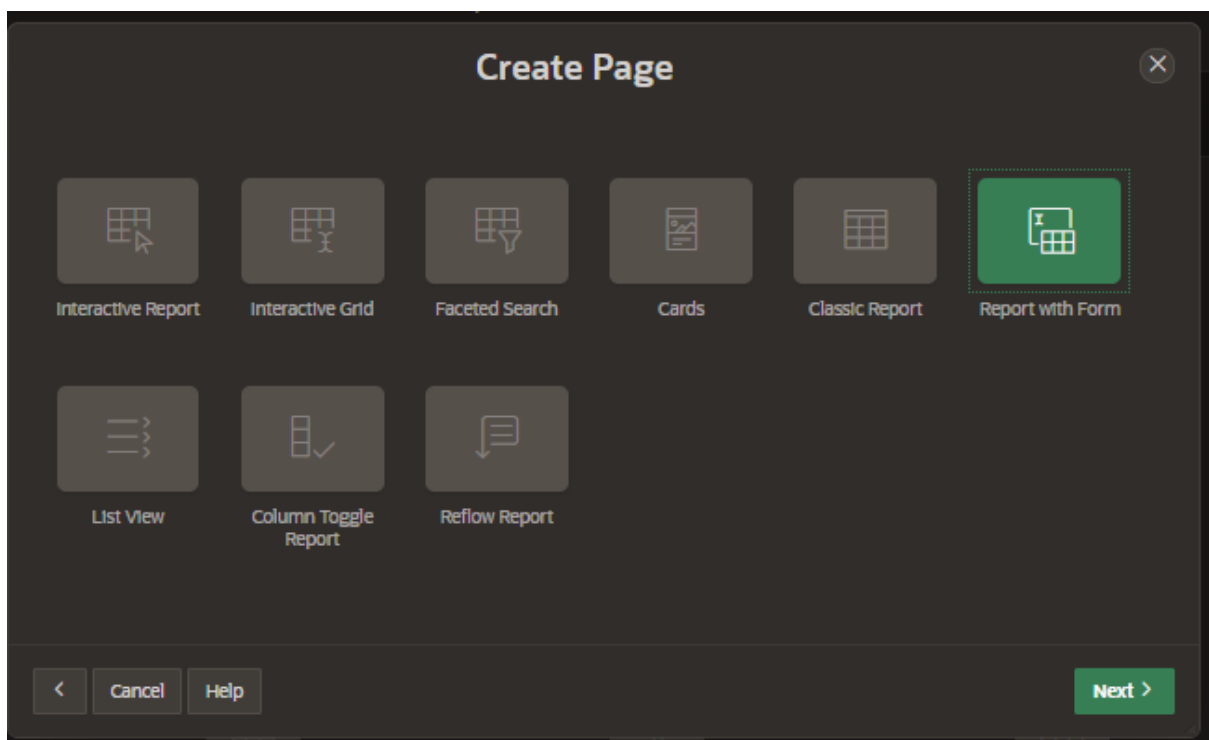 Create Page
Interactive Report
Interactive Grid
Faceted Search
Cards
Classic Report
Report with Form
List View
Column Toggle
Report
Reflow Report
Cancel
Help
Next